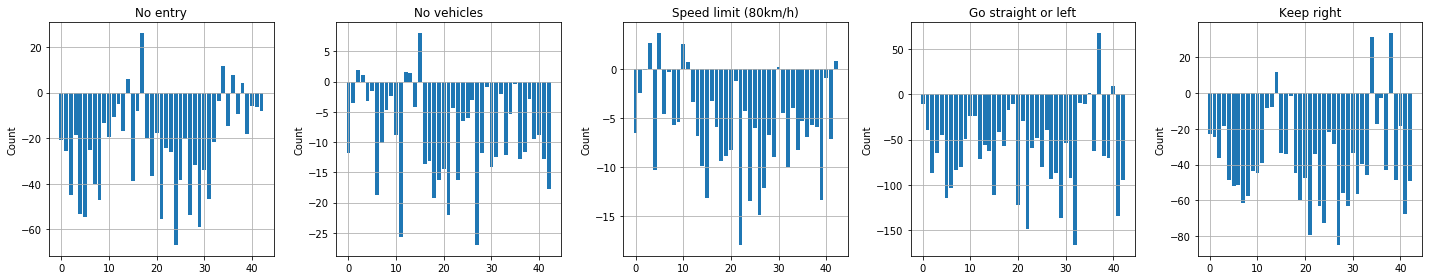 No entry
Count
20
0
−20
−40
−60
0 10 20 30 40
No vehicles
Count
5
0
−5
−10
−15
−20
−25
0 10 20 30 40
Speed limit (80km/h)
Count
0
−5
−10
−15
0 10 20 30 40
Go straight or left
Count
50
0
−50
−100
−150
0 10 20 30 40
Keep right
Count
20
0
−20
−40
−60
−80
0 10 20 30 40